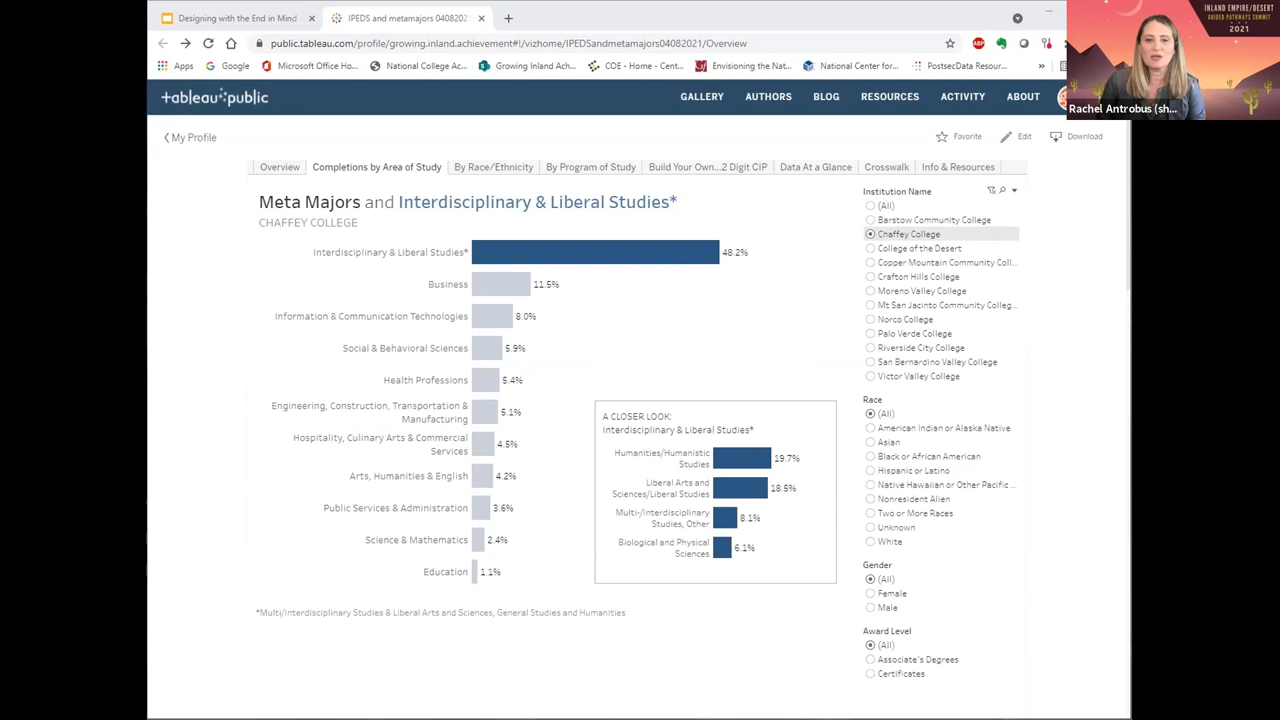 Designing with the End in Mind
IPEDS and metamajors 04082021
public.tableau.com/profile/growing.inland.achievement#!/vizhome/IPEDSandmetamajors04082021/Overview
ABP
Apps
Google
Microsoft Office Ho...
National College Ac...
Growing Inland Ach...
COE - Home - Cent...
Envisioning the Nat...
National Center for...
PostsecData Resour...
»
INLAND EMPIRE/DESERT
GUIDED PATHWAYS SUMMIT
2021
Rachel Antrobus (sh...
+ableau public
GALLERY
AUTHORS
BLOG
RESOURCES
ACTIVITY
ABOUT
My Profile
Favorite
Edit
Download
Overview
Completions by Area of Study
By Race/Ethnicity
By Program of Study
Build Your Own...2 Digit CIP
Data At a Glance
Crosswalk
Info & Resources
Meta Majors and Interdisciplinary & Liberal Studies*
CHAFFEY COLLEGE
Interdisciplinary & Liberal Studies*
48.2%
Business
11.5%
Information & Communication Technologies
8.0%
Social & Behavioral Sciences
5.9%
Health Professions
5.4%
Engineering, Construction, Transportation &
Manufacturing
5.1%
Hospitality, Culinary Arts & Commercial
Services
4.5%
Arts, Humanities & English
4.2%
Public Services & Administration
3.6%
Science & Mathematics
2.4%
Education
1.1%
A CLOSER LOOK:
Interdisciplinary & Liberal Studies*
Humanities/Humanistic
Studies
19.7%
Liberal Arts and
Sciences/Liberal Studies
18.5%
Multi-/Interdisciplinary
Studies, Other
8.1%
Biological and Physical
Sciences
6.1%
*Multi/Interdisciplinary Studies & Liberal Arts and Sciences, General Studies and Humanities
Institution Name
(All)
Barstow Community College
Chaffey College
College of the Desert
Copper Mountain Community Coll...
Crafton Hills College
Moreno Valley College
Mt San Jacinto Community Colleg...
Norco College
Palo Verde College
Riverside City College
San Bernardino Valley College
Victor Valley College
Race
(All)
American Indian or Alaska Native
Asian
Black or African American
Hispanic or Latino
Native Hawaiian or Other Pacific ...
Nonresident Alien
Two or More Races
Unknown
White
Gender
(All)
Female
Male
Award Level
(All)
Associate's Degrees
Certificates